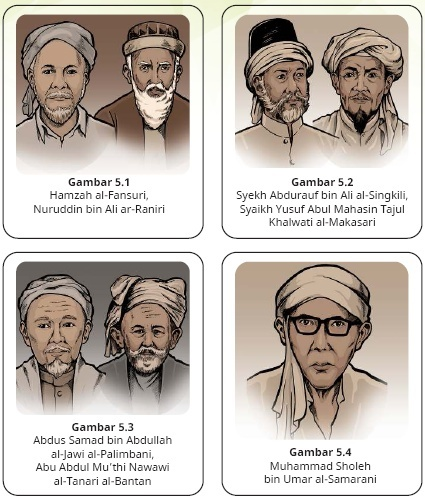 Gambar 5.1
Hamzah al-Fansuri,
Nuruddin bin Ali ar-Raniri
Gambar 5.2
Syekh Abdurauf bin Ali al-Singkili,
Syaikh Yusuf Abul Mahasin Tajul
Khalwati al-Makasari
Gambar 5.3
Abdus Samad bin Abdullah
al-Jawi al-Palimbani,
Abu Abdul Mu'thi Nawawi
al-Tanari al-Bantan
Gambar 5.4
Muhammad Sholeh
bin Umar al-Samarani